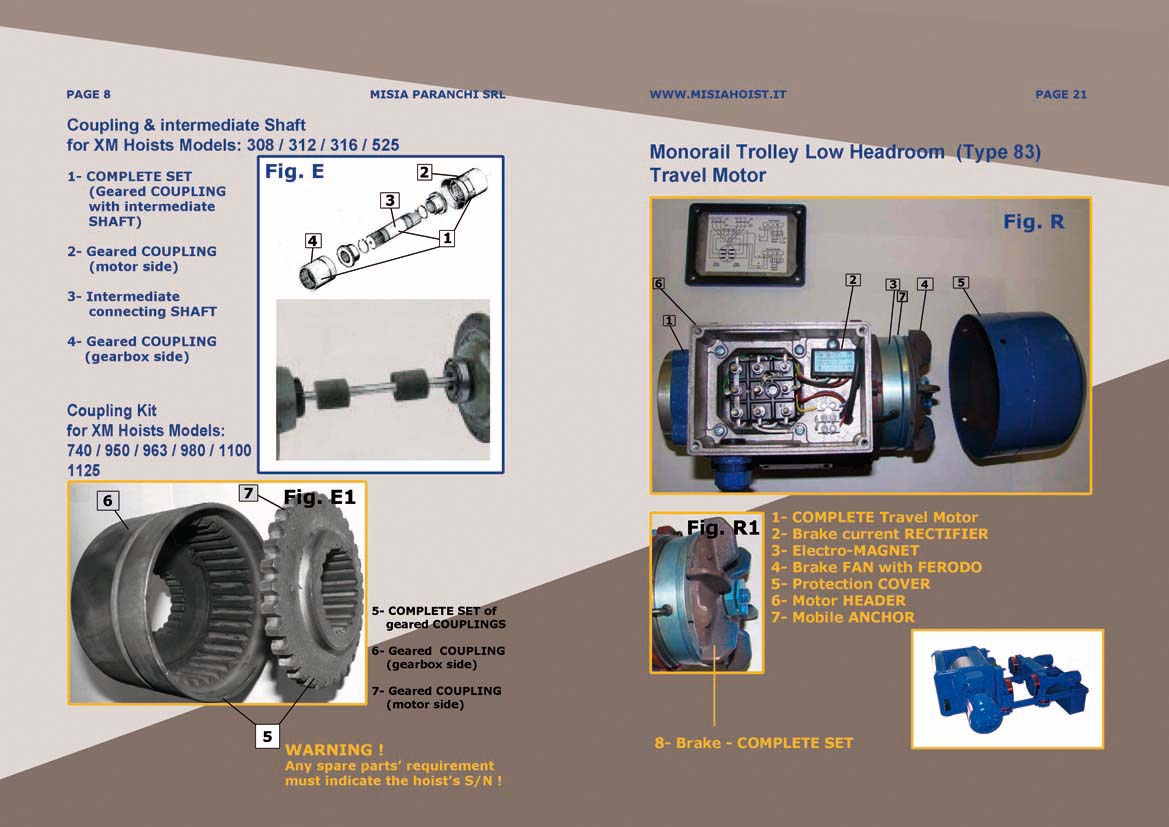 PAGE 8
MISIA PARANCHI SRL
Coupling & intermediate Shaft
for XM Hoists Models: 308 / 312 / 316 / 525
1- COMPLETE SET
(Geared COUPLING
with intermediate
SHAFT)
2- Geared COUPLING
(motor side)
3- Intermediate
connecting SHAFT
4- Geared COUPLING
(gearbox side)
Fig. E
2
3
1
4
Coupling Kit
for XM Hoists Models:
740 / 950 / 963 / 980 / 1100
1125
6
7
Fig. E1
5- COMPLETE SET of
geared COUPLINGS
6- Geared COUPLING
(gearbox side)
7- Geared COUPLING
(motor side)
5
WARNING !
Any spare parts’ requirement
must indicate the hoist’s S/N !
WWW.MISIAHOIST.IT
PAGE 21
Monorail Trolley Low Headroom (Type 83)
Travel Motor
Fig. R
6
1
2
3
7
4
5
Fig. R1
1- COMPLETE Travel Motor
2- Brake current RECTIFIER
3- Electro-MAGNET
4- Brake FAN with FERODO
5- Protection COVER
6- Motor HEADER
7- Mobile ANCHOR
8- Brake - COMPLETE SET